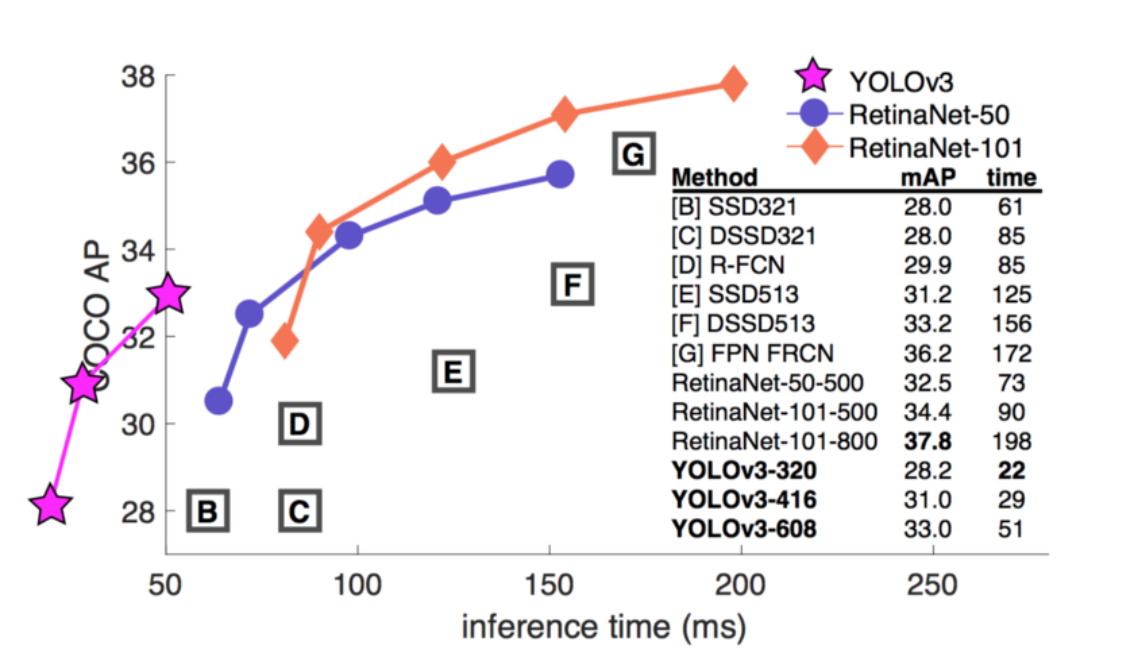 38
36
34
32
30
28
COCO AP
B
C
D
E
F
G
YOLOv3
RetinaNet-50
RetinaNet-101
Method mAP time
[B] SSD321 28.0 61
[C] DSSD321 28.0 85
[D] R-FCN 29.9 85
[E] SSD513 31.2 125
[F] DSSD513 33.2 156
[G] FPN FRCN 36.2 172
RetinaNet-50-500 32.5 73
RetinaNet-101-500 34.4 90
RetinaNet-101-800 37.8 198
YOLOv3-320 28.2 22
YOLOv3-416 31.0 29
YOLOv3-608 33.0 51
50 100 150 200 250
inference time (ms)